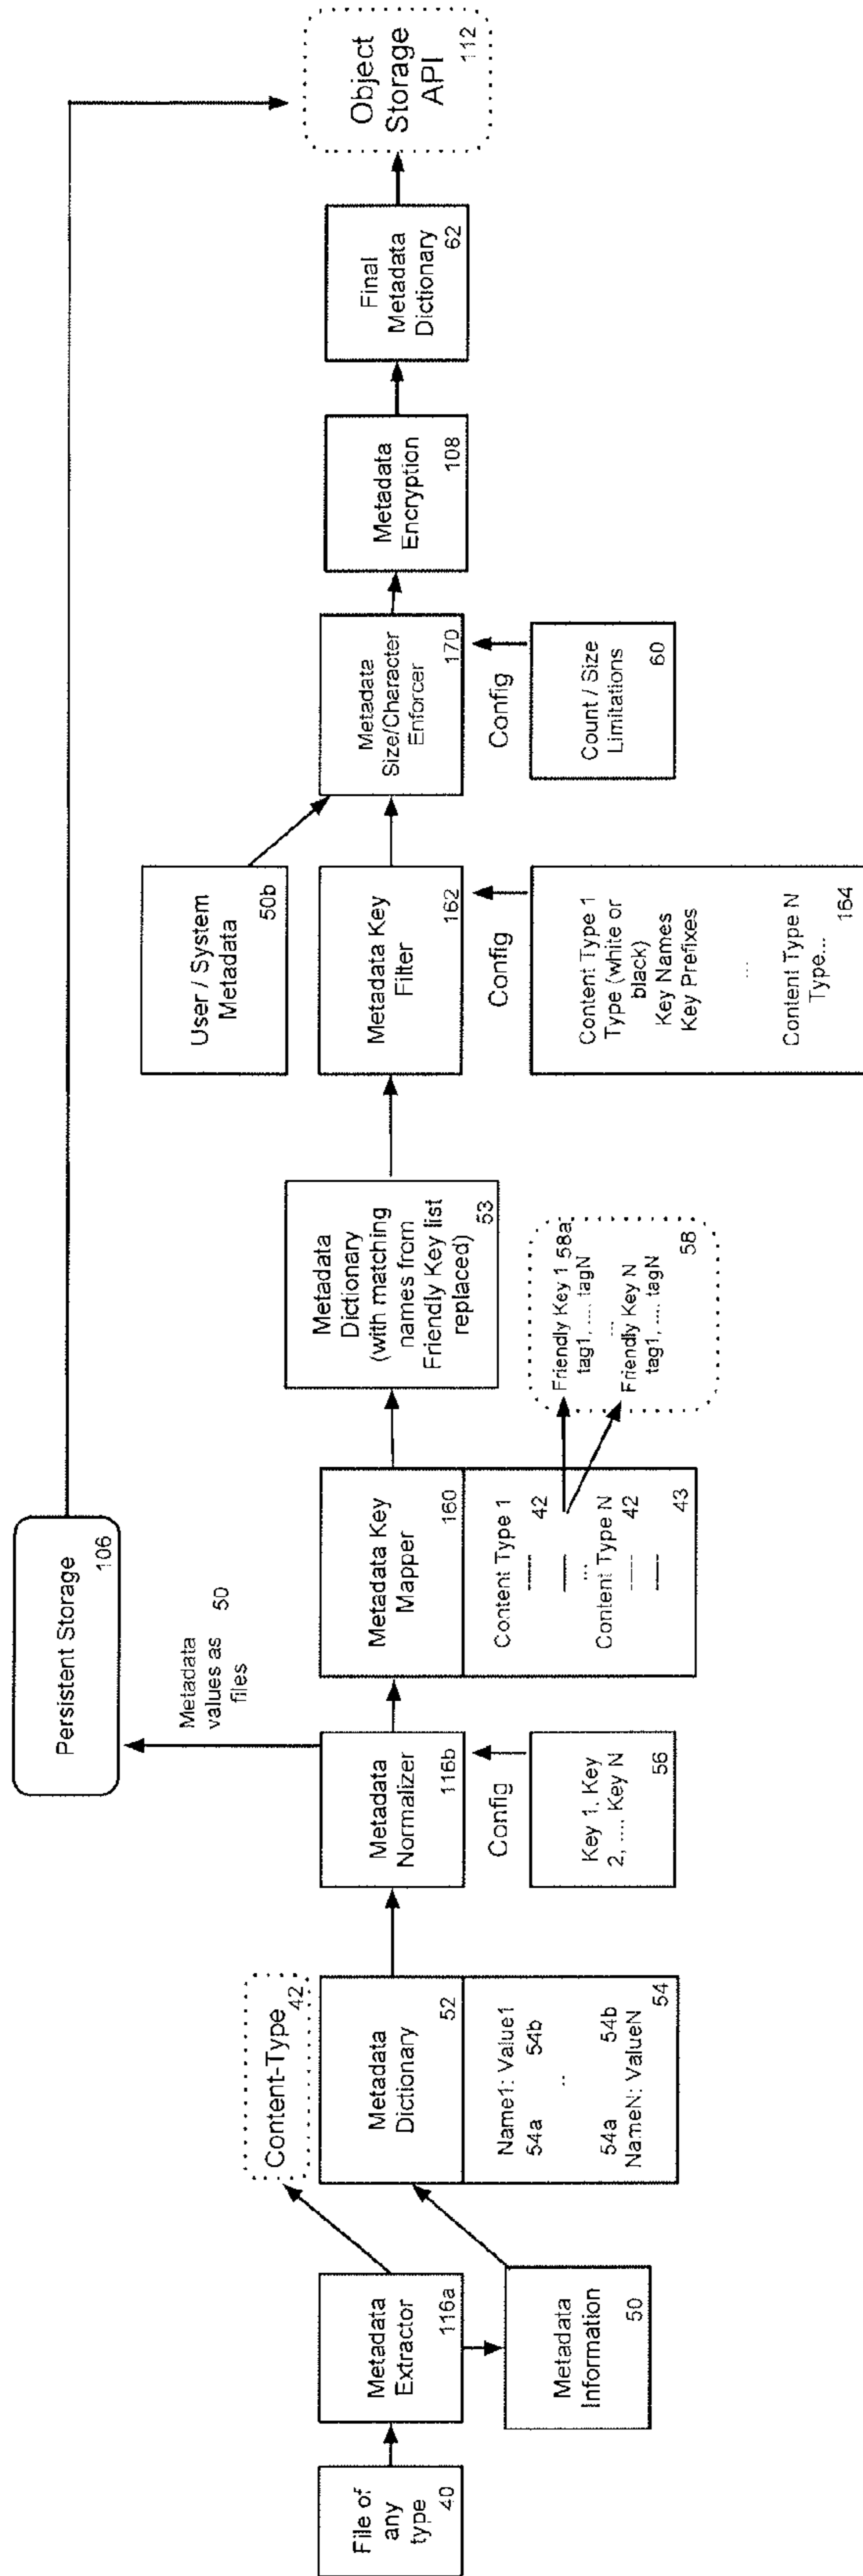 File of
any
type
40
Metadata
Extractor
116a
Metadata
Information
50
Content-Type
42
Metadata
Dictionary
52
Name1: Value1
54a 54b
..
54a 54b
NameN: ValueN
54
Metadata
Normalizer
116b
Config
Key 1, Key
2, ..., Key N
56
Metadata
values as
files
50
Persistent Storage
106
Metadata Key
Mapper
160
Content Type 1
42
...
Content Type N
42
43
Metadata
Dictionary
(with matching
names from
Friendly Key list
replaced)
53
Friendly Key 1 58a
tag1, .... tagN
...
Friendly Key N
tag1, .... tagN
58
User / System
Metadata
50b
Metadata Key
Filter
162
Config
Content Type 1
Type (white or
black)
Key Names
Key Prefixes
...
Content Type N
Type...
164
Metadata
Size/Character
Enforcer
170
Config
Count / Size
Limitations
60
Metadata
Encryption
108
Final
Metadata
Dictionary
62
Object
Storage
API
112